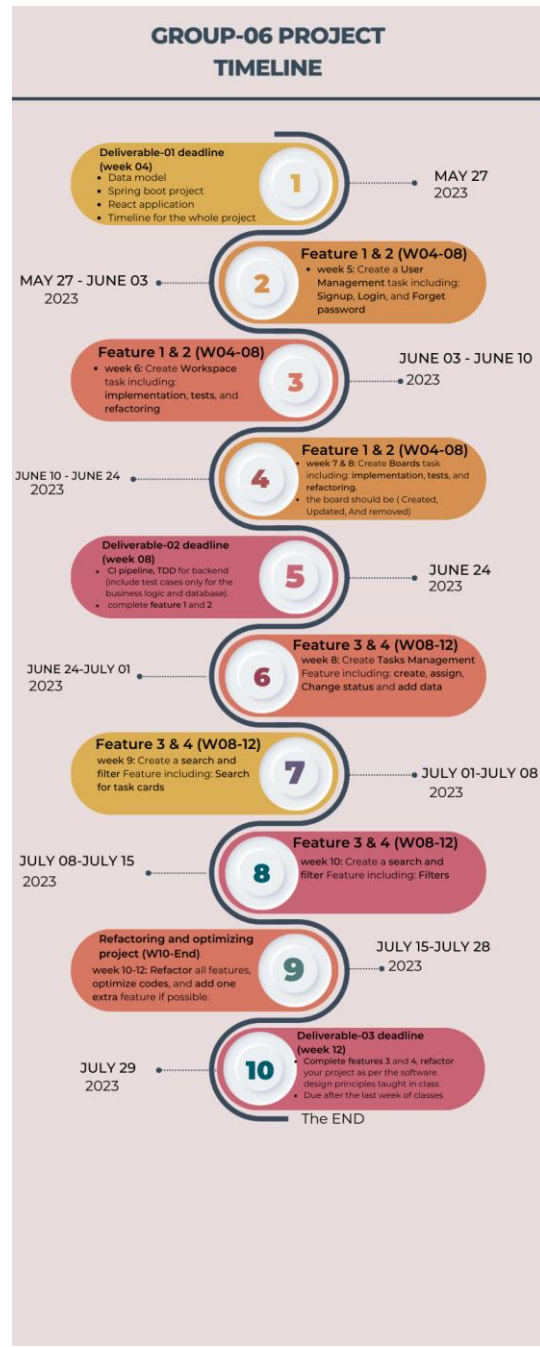 GROUP-06 PROJECT
TIMELINE
Deliverable-01 deadline
(week 04)
• Data model
• Spring boot project
• React application
• Timeline for the whole project
1
MAY 27
2023
MAY 27 - JUNE 03
2023
2
Feature 1 & 2 (W04-08)
• week 5: Create a User
Management task including:
Signup, Login, and Forget
password
Feature 1 & 2 (W04-08)
• week 6: Create Workspace
task including:
implementation, tests, and
refactoring
3
JUNE 03 - JUNE 10
2023
JUNE 10 - JUNE 24
2023
4
Feature 1 & 2 (W04-08)
• week 7 & 8: Create Boards task
including: implementation, tests, and
refactoring.
• the board should be ( Created,
Updated, And removed)
Deliverable-02 deadline
(week 08)
• CI pipeline, TDD for backend
(include test cases only for the
business logic and database).
• complete feature 1 and 2
5
JUNE 24
2023
JUNE 24-JULY 01
2023
6
Feature 3 & 4 (W08-12)
week 8: Create Tasks Management
Feature including: create, assign,
Change status and add data
Feature 3 & 4 (W08-12)
week 9: Create a search and
filter Feature including: Search
for task cards
7
JULY 01-JULY 08
2023
JULY 08-JULY 15
2023
8
Feature 3 & 4 (W08-12)
week 10: Create a search and
filter Feature including: Filters
Refactoring and optimizing
project (W10-End)
week 10-12: Refactor all features,
optimize codes, and add one
extra feature if possible.
9
JULY 15-JULY 28
2023
JULY 29
2023
10
Deliverable-03 deadline
(week 12)
• Complete features 3 and 4, refactor
your project as per the software
design principles taught in class
• Due after the last week of classes
The END